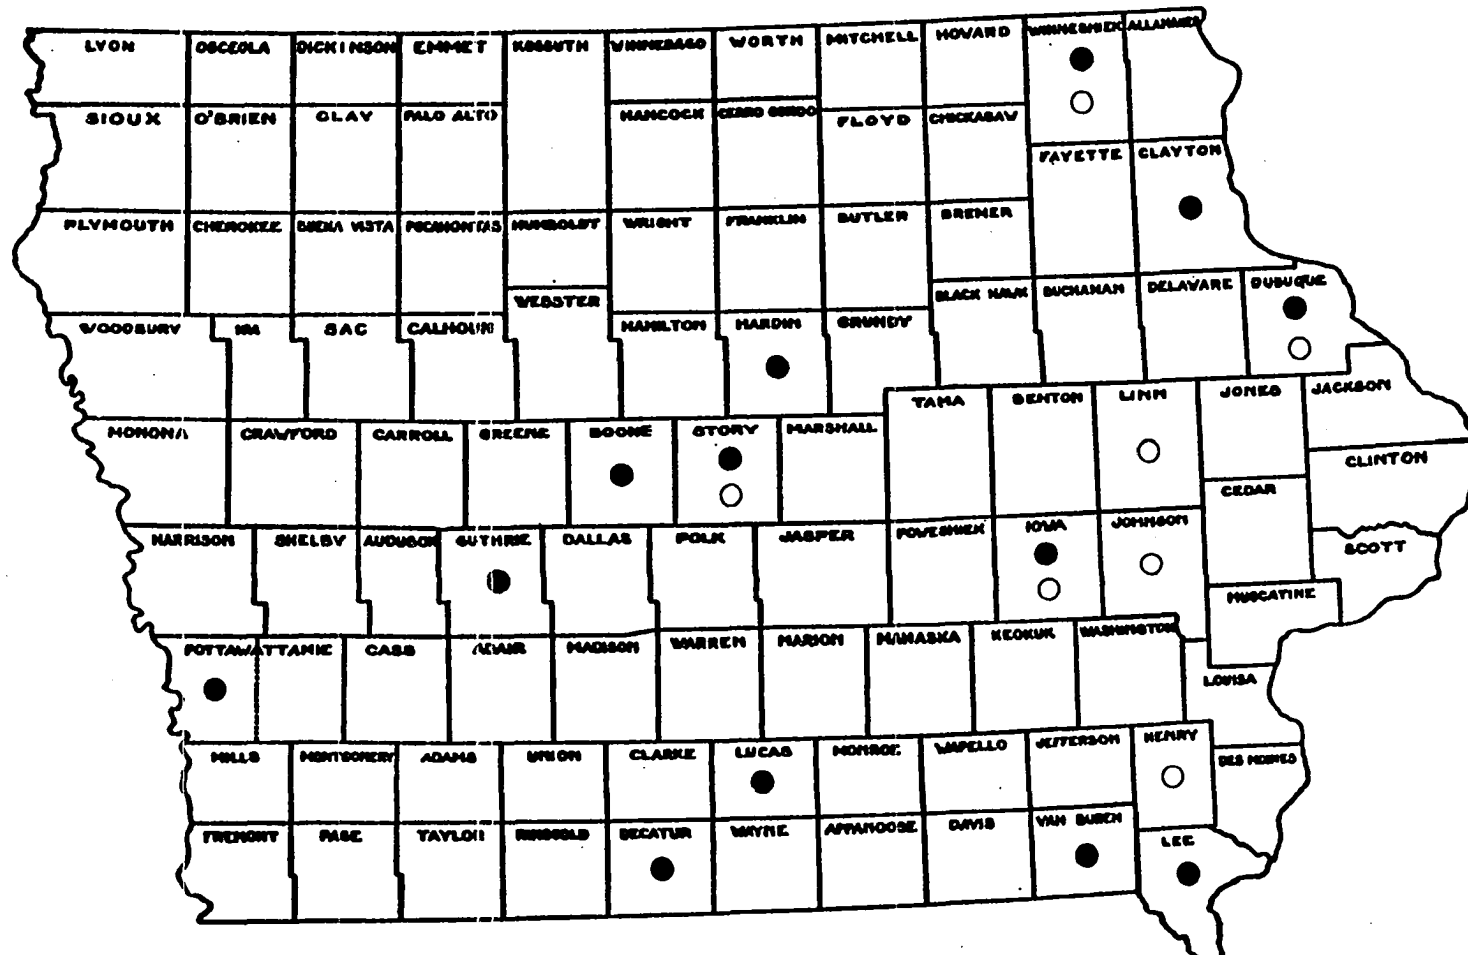 LYON OSCEOLA DICKINSON EMMET KOSSUTH WINNEBAGO WORTH MITCHELL HOWARD WINNESHIEK ALLAMAKEE
SIOUX O'BRIEN CLAY PALO ALTO HANCOCK CERRO GORDO FLOYD CHICKASAW
FAYETTE CLAYTON
PLYMOUTH CHEROKEE BUENA VISTA POCAHONTAS HUMBOLDT WRIGHT FRANKLIN BUTLER BREMER
WEBSTER BLACK HAWK BUCHANAN DELAWARE DUBUQUE
WOODBURY IDA SAC CALHOUN HAMILTON HARDIN GRUNDY
TAMA BENTON LINN JONES JACKSON
MONONA CRAWFORD CARROLL GREENE BOONE STORY MARSHALL
CLINTON
CEDAR
HARRISON SHELBY AUDUBON GUTHRIE DALLAS POLK JASPER POWESHIEK IOWA JOHNSON
SCOTT
MUSCATINE
POTTAWATTAMIE CASS ADAIR MADISON WARREN MARION MAHASKA KEOKUK WASHINGTON
LOUISA
MILLS MONTGOMERY ADAMS UNION CLARKE LUCAS MONROE WAPELLO JEFFERSON HENRY
DES MOINES
FREMONT PAGE TAYLOR RINGGOLD DECATUR WAYNE APPANOOSE DAVIS VAN BUREN
LEE